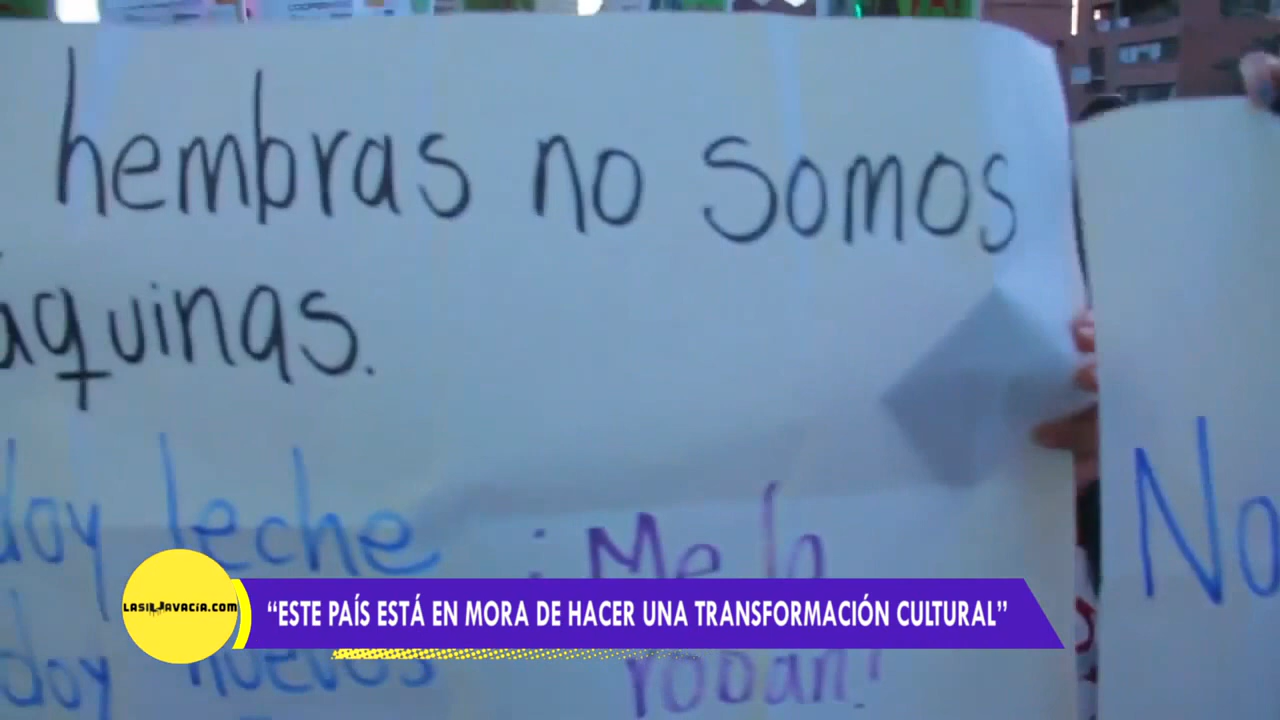 hembras no somos
áquinas.
doy leche
¡Me la
roban!
doy huevos
No
LASILLAVACIA.COM
“ESTE PAÍS ESTÁ EN MORA DE HACER UNA TRANSFORMACIÓN CULTURAL”